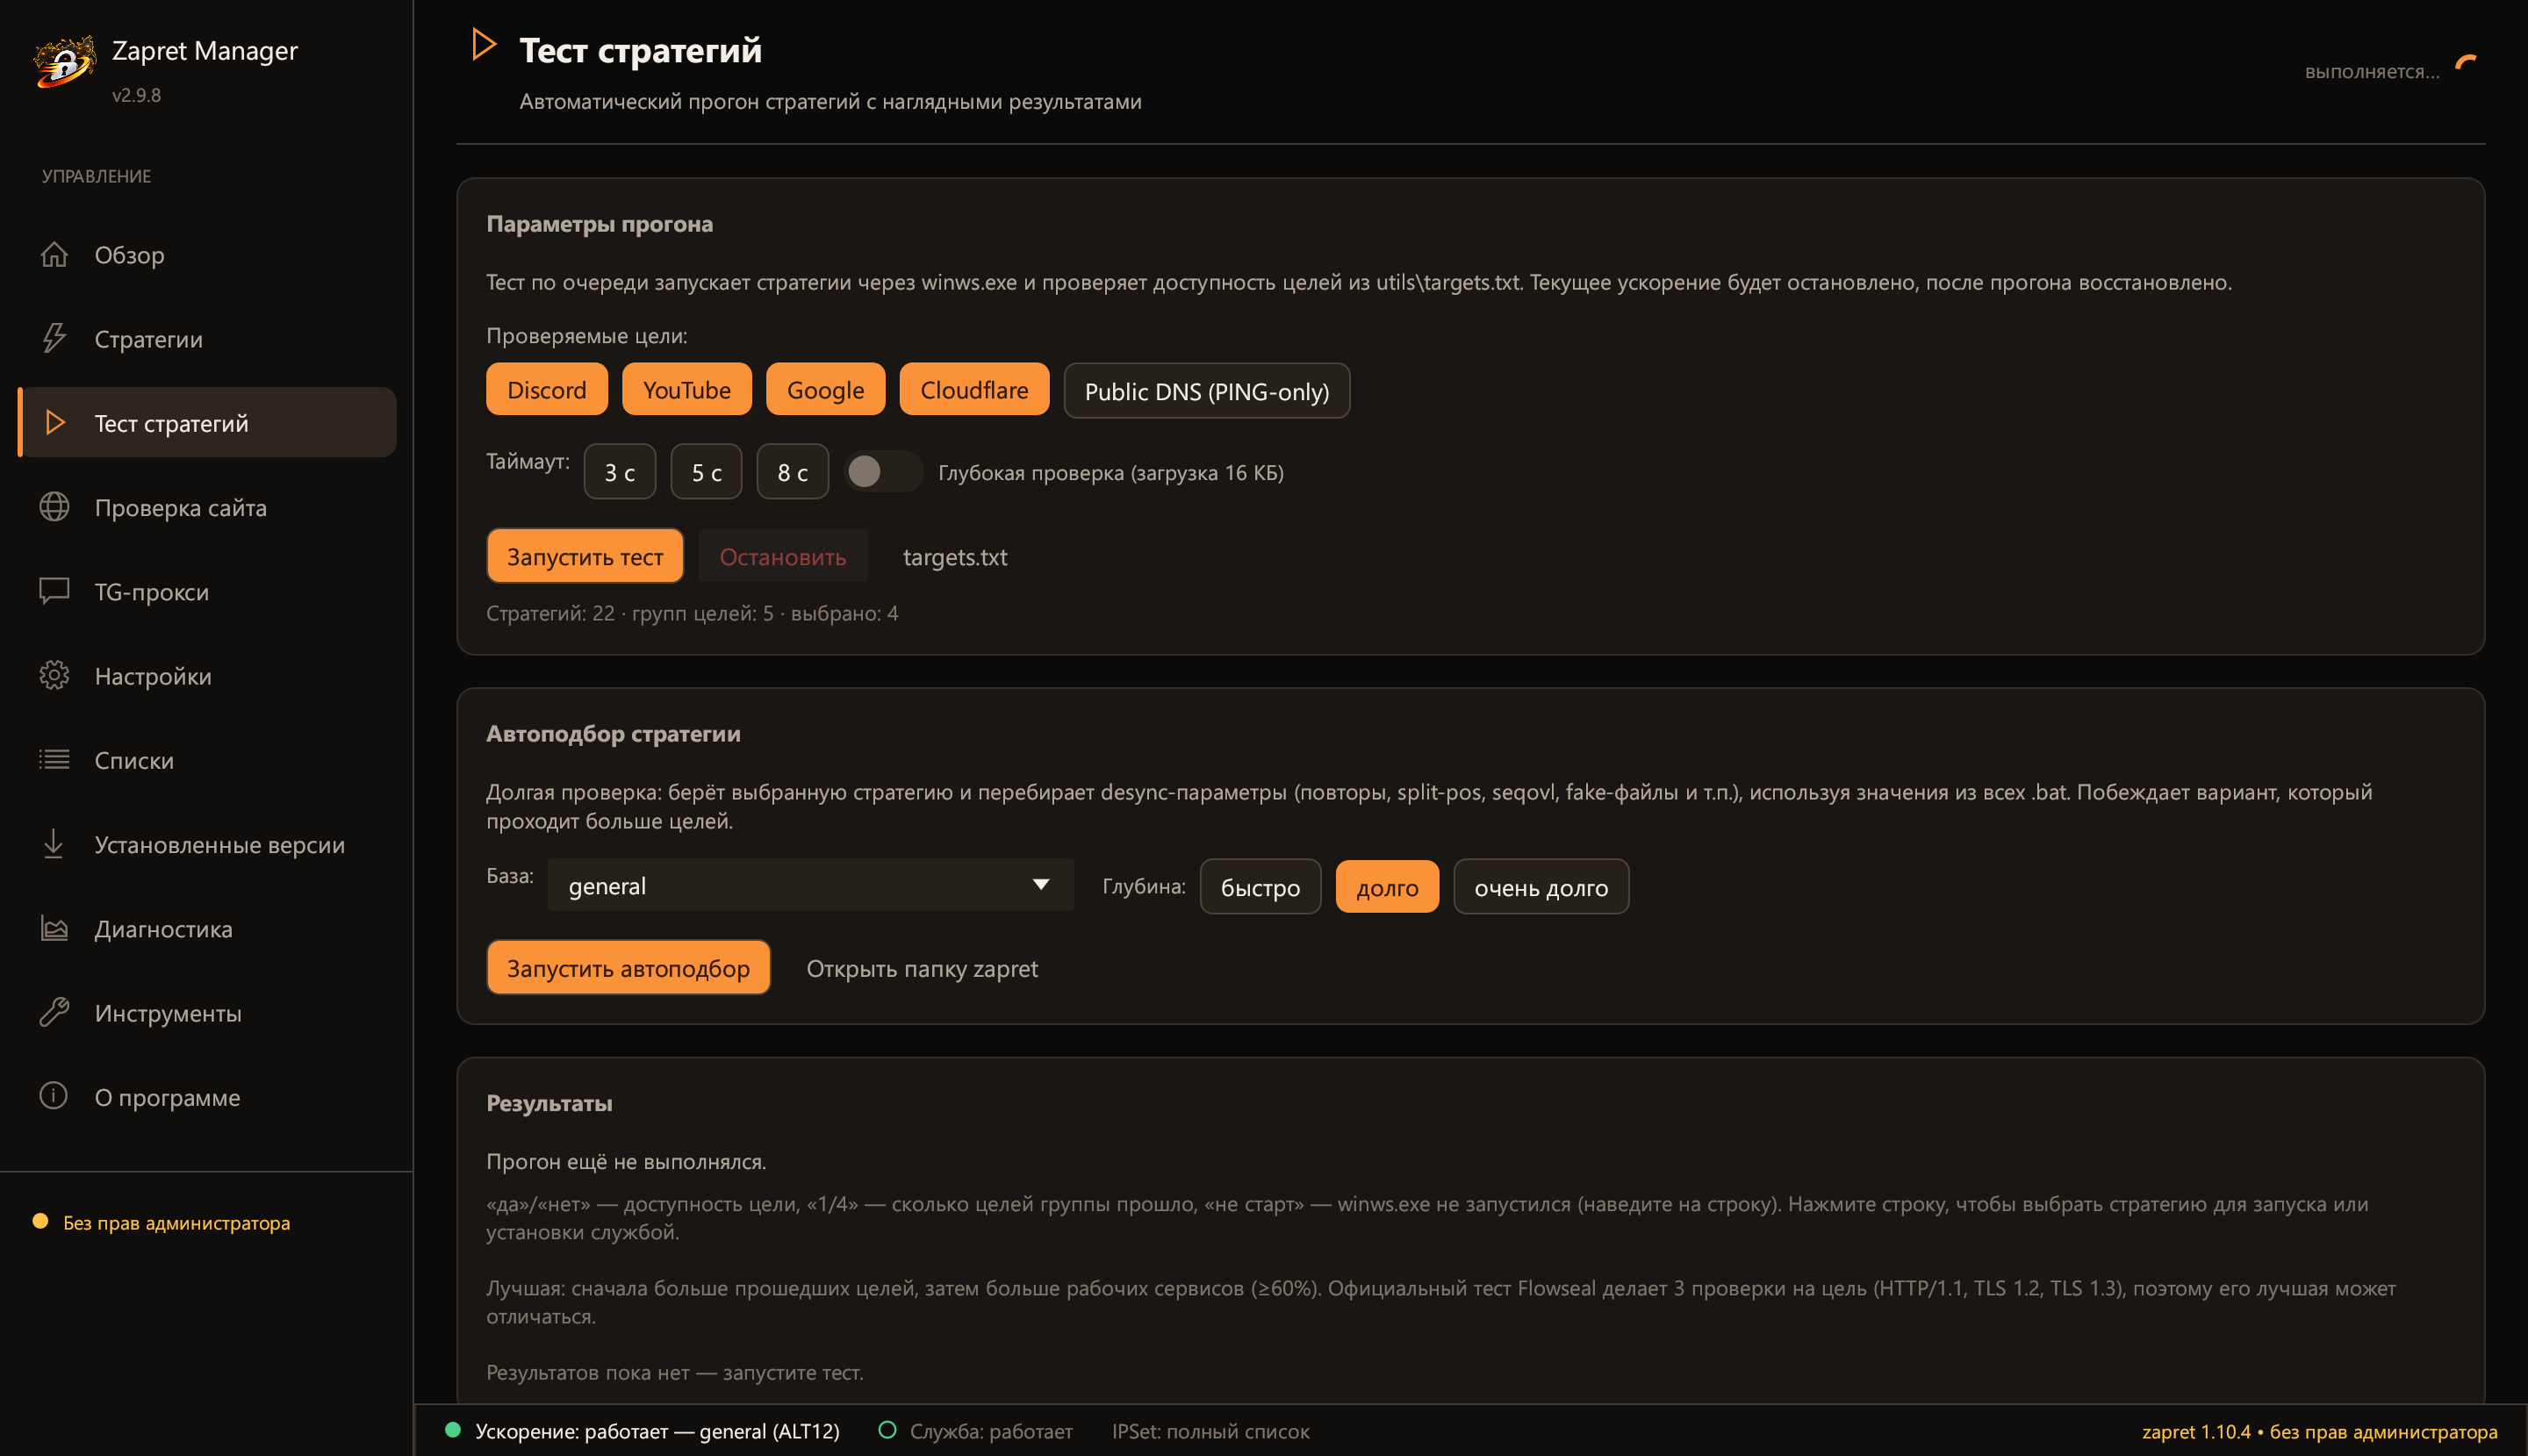 Zapret Manager
v2.9.8
УПРАВЛЕНИЕ
Обзор
Стратегии
Тест стратегий
Проверка сайта
TG-прокси
Настройки
Списки
Установленные версии
Диагностика
Инструменты
О программе
Без прав администратора
Тест стратегий
Автоматический прогон стратегий с наглядными результатами
выполняется...
Параметры прогона
Тест по очереди запускает стратегии через winws.exe и проверяет доступность целей из utils\targets.txt. Текущее ускорение будет остановлено, после прогона восстановлено.
Проверяемые цели:
Discord YouTube Google Cloudflare Public DNS (PING-only)
Таймаут: 3 с 5 с 8 с Глубокая проверка (загрузка 16 КБ)
Запустить тест Остановить targets.txt
Стратегий: 22 · групп целей: 5 · выбрано: 4
Автоподбор стратегии
Долгая проверка: берёт выбранную стратегию и перебирает desync-параметры (повторы, split-pos, seqovl, fake-файлы и т.п.), используя значения из всех .bat. Побеждает вариант, который
проходит больше целей.
База: general Глубина: быстро долго очень долго
Запустить автоподбор Открыть папку zapret
Результаты
Прогон ещё не выполнялся.
«да»/«нет» — доступность цели, «1/4» — сколько целей группы прошло, «не старт» — winws.exe не запустился (наведите на строку). Нажмите строку, чтобы выбрать стратегию для запуска или
установки службой.
Лучшая: сначала больше прошедших целей, затем больше рабочих сервисов (≥60%). Официальный тест Flowseal делает 3 проверки на цель (HTTP/1.1, TLS 1.2, TLS 1.3), поэтому его лучшая может
отличаться.
Результатов пока нет — запустите тест.
Ускорение: работает — general (ALT12) Служба: работает IPSet: полный список zapret 1.10.4 • без прав администратора